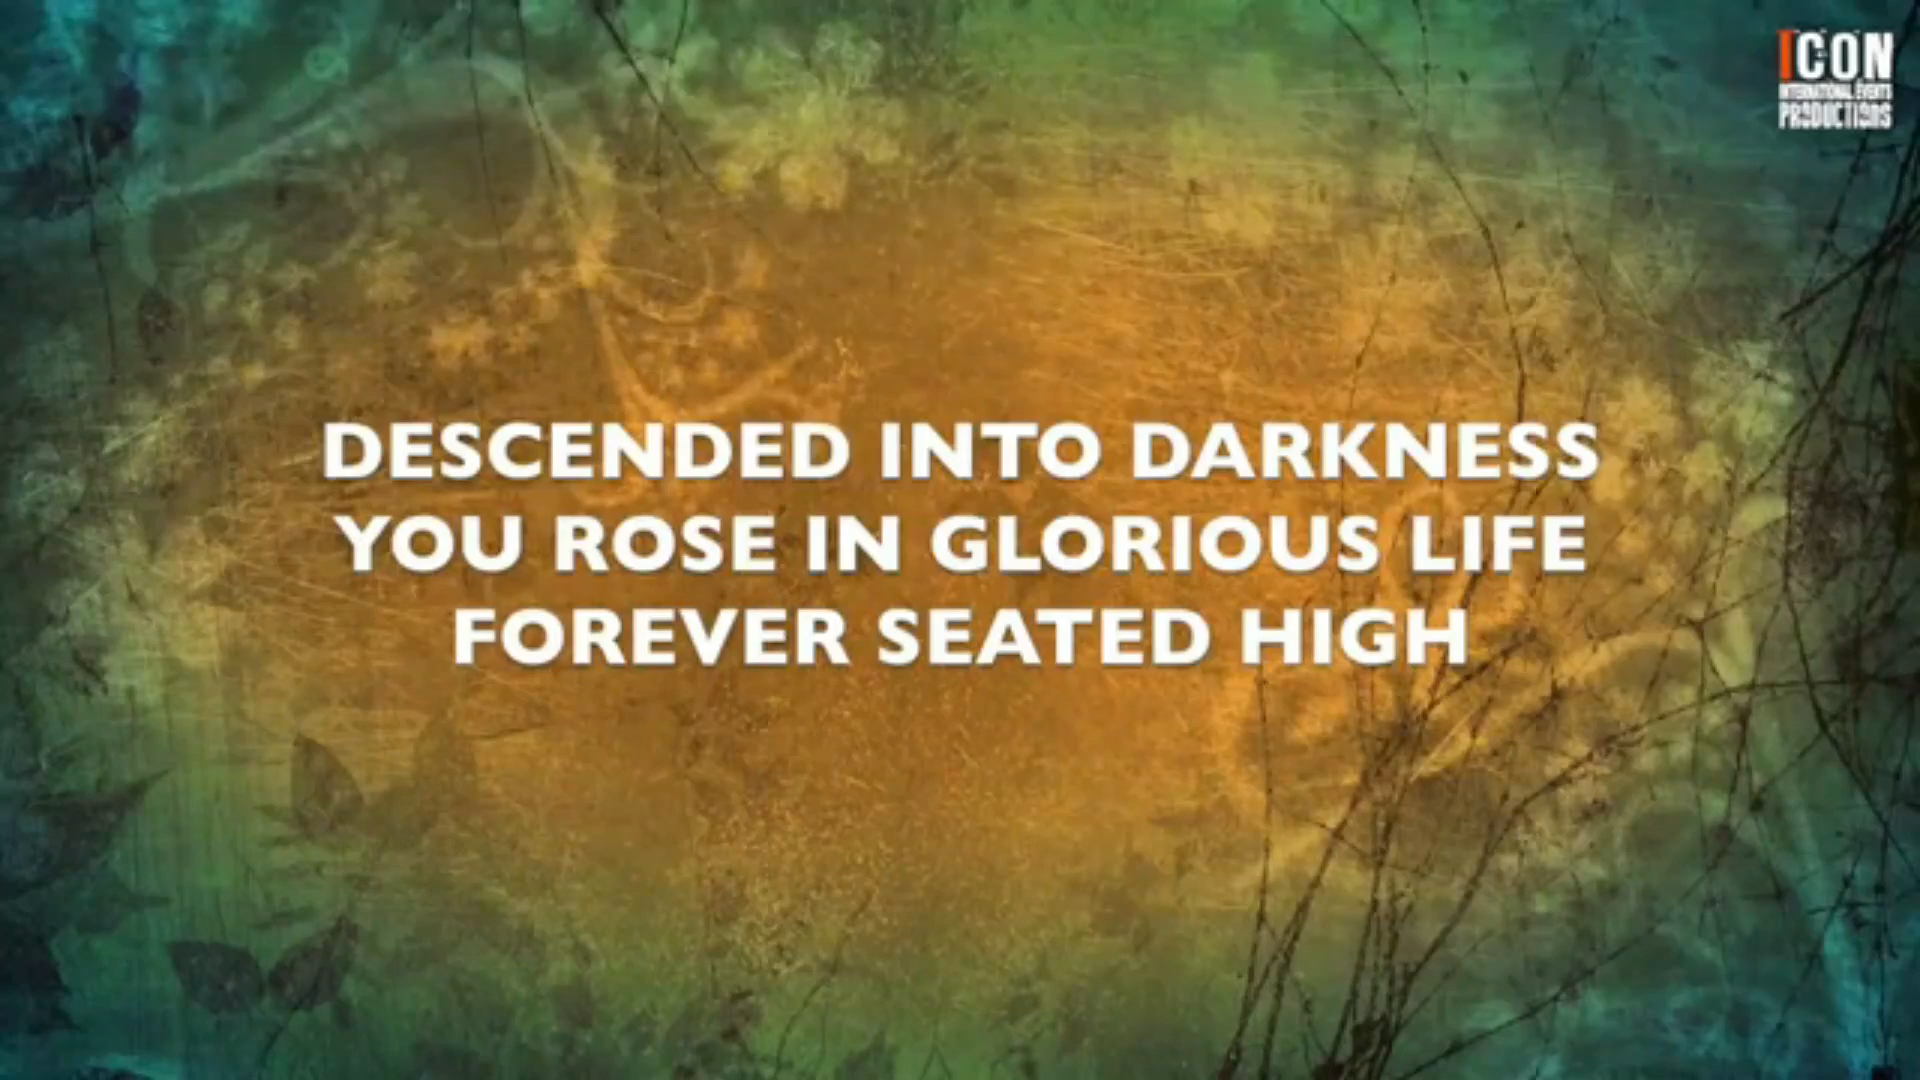 ICON
INTERNATIONAL EVENTS
PRODUCTIONS
DESCENDED INTO DARKNESS
YOU ROSE IN GLORIOUS LIFE
FOREVER SEATED HIGH